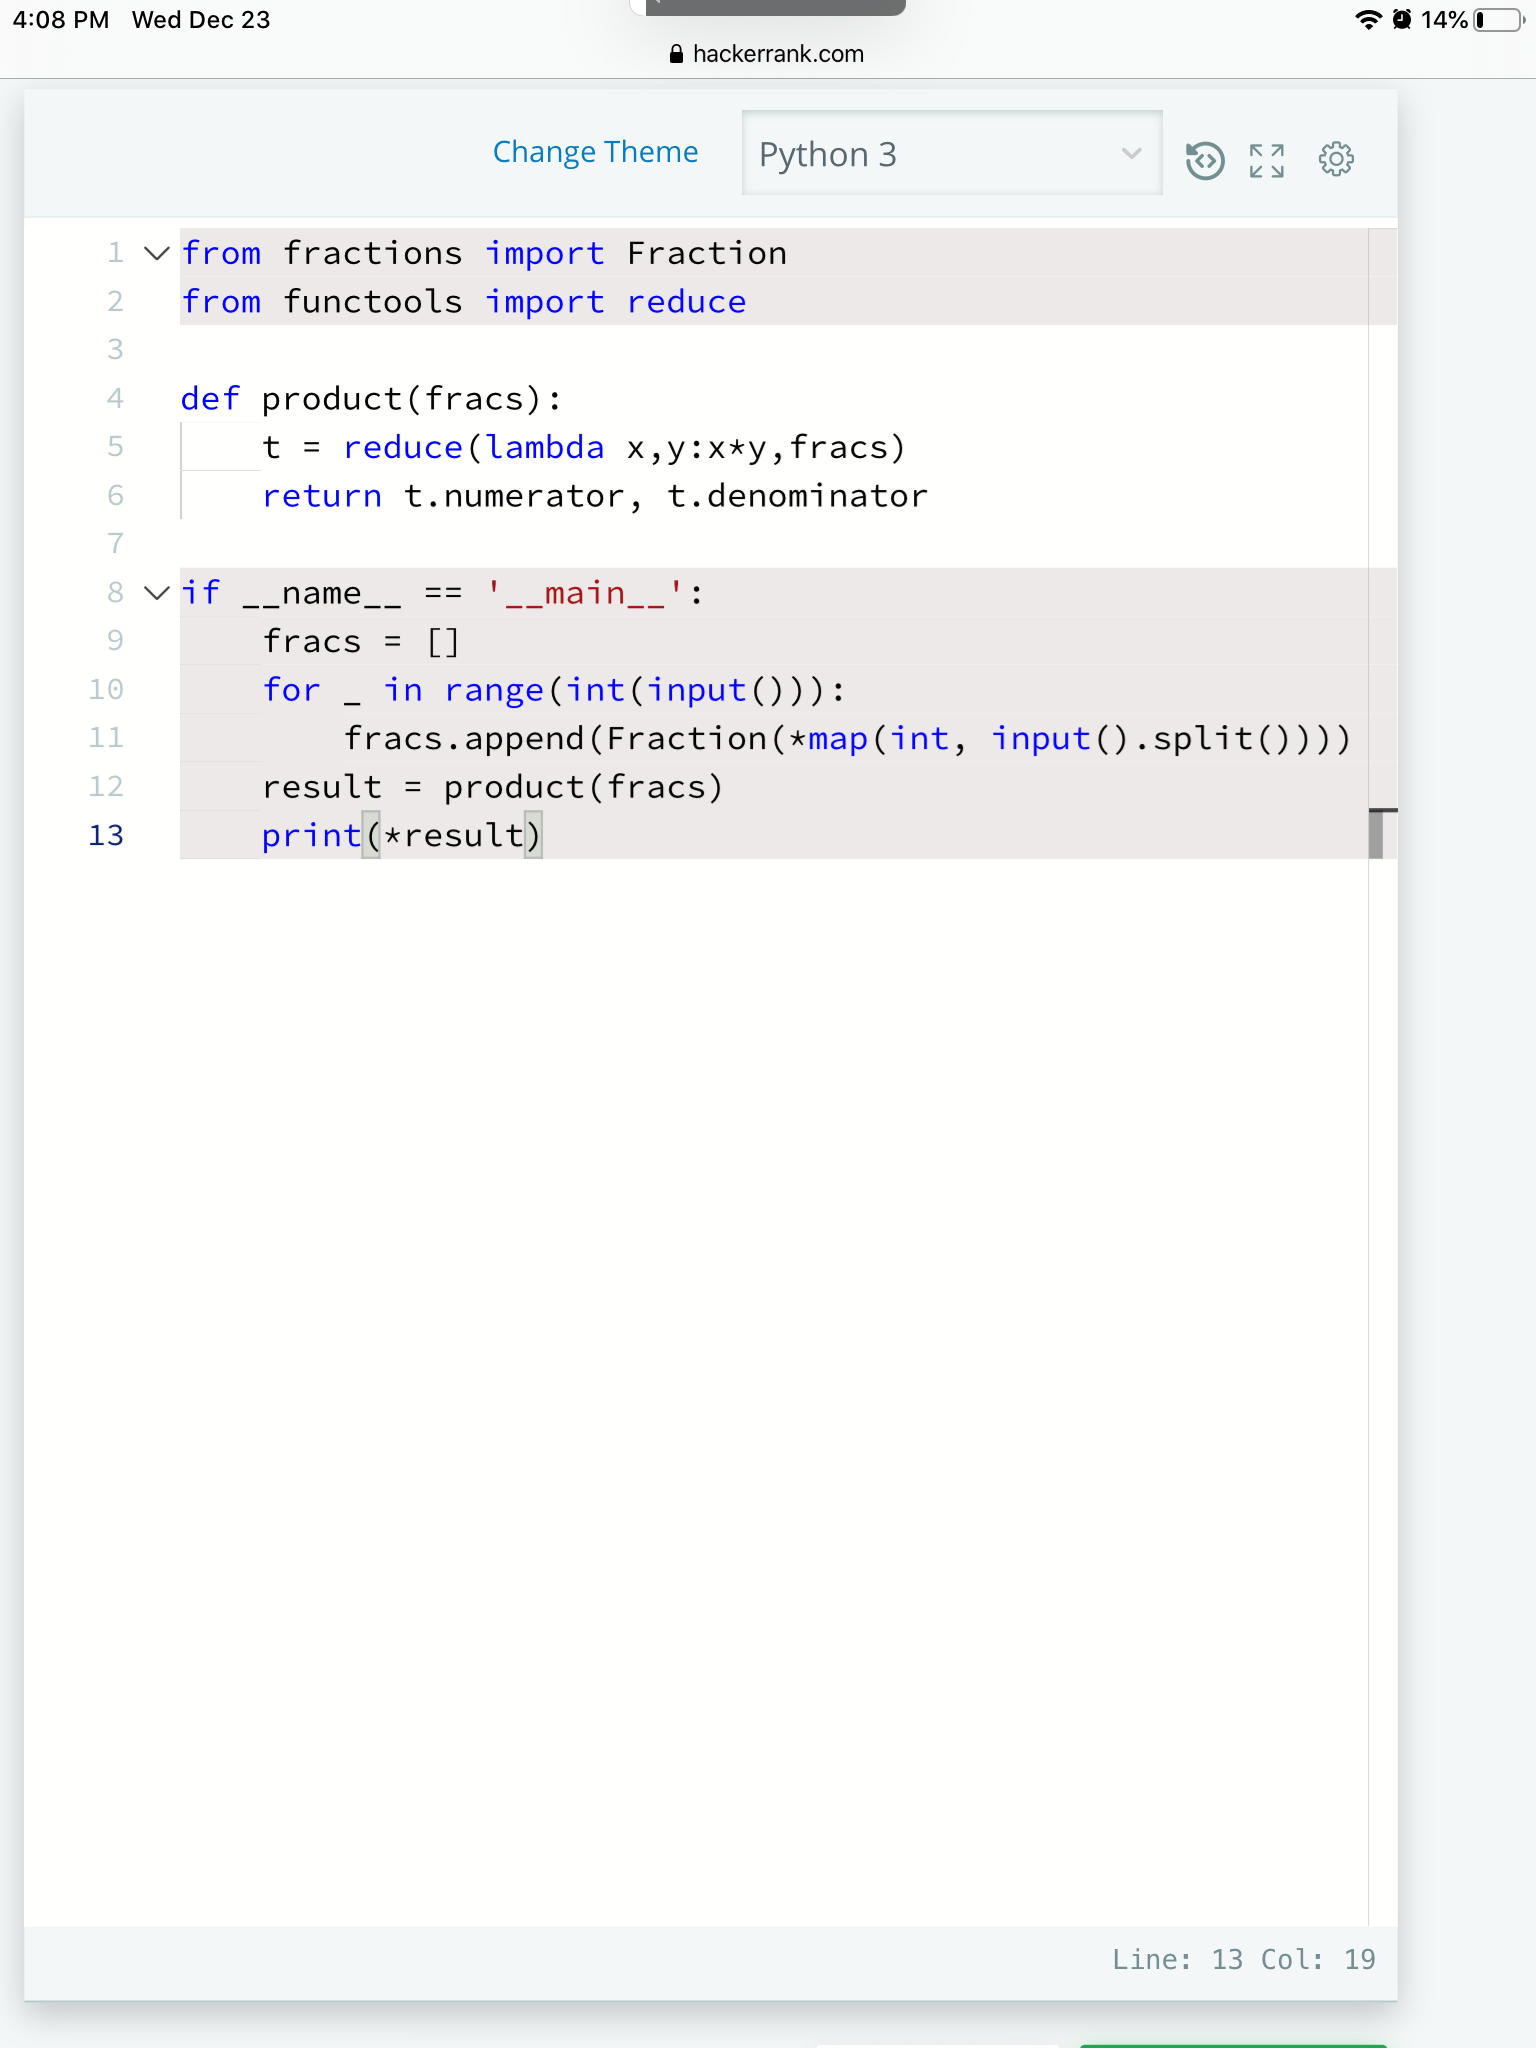 4:08 PM Wed Dec 23
14%
hackerrank.com
Change Theme
Python 3
1 from fractions import Fraction
2 from functools import reduce
3
4 def product(fracs):
5     t = reduce(lambda x,y:x*y,fracs)
6     return t.numerator, t.denominator
7
8 if __name__ == '__main__':
9     fracs = []
10     for _ in range(int(input())):
11         fracs.append(Fraction(*map(int, input().split())))
12     result = product(fracs)
13     print(*result)
Line: 13 Col: 19